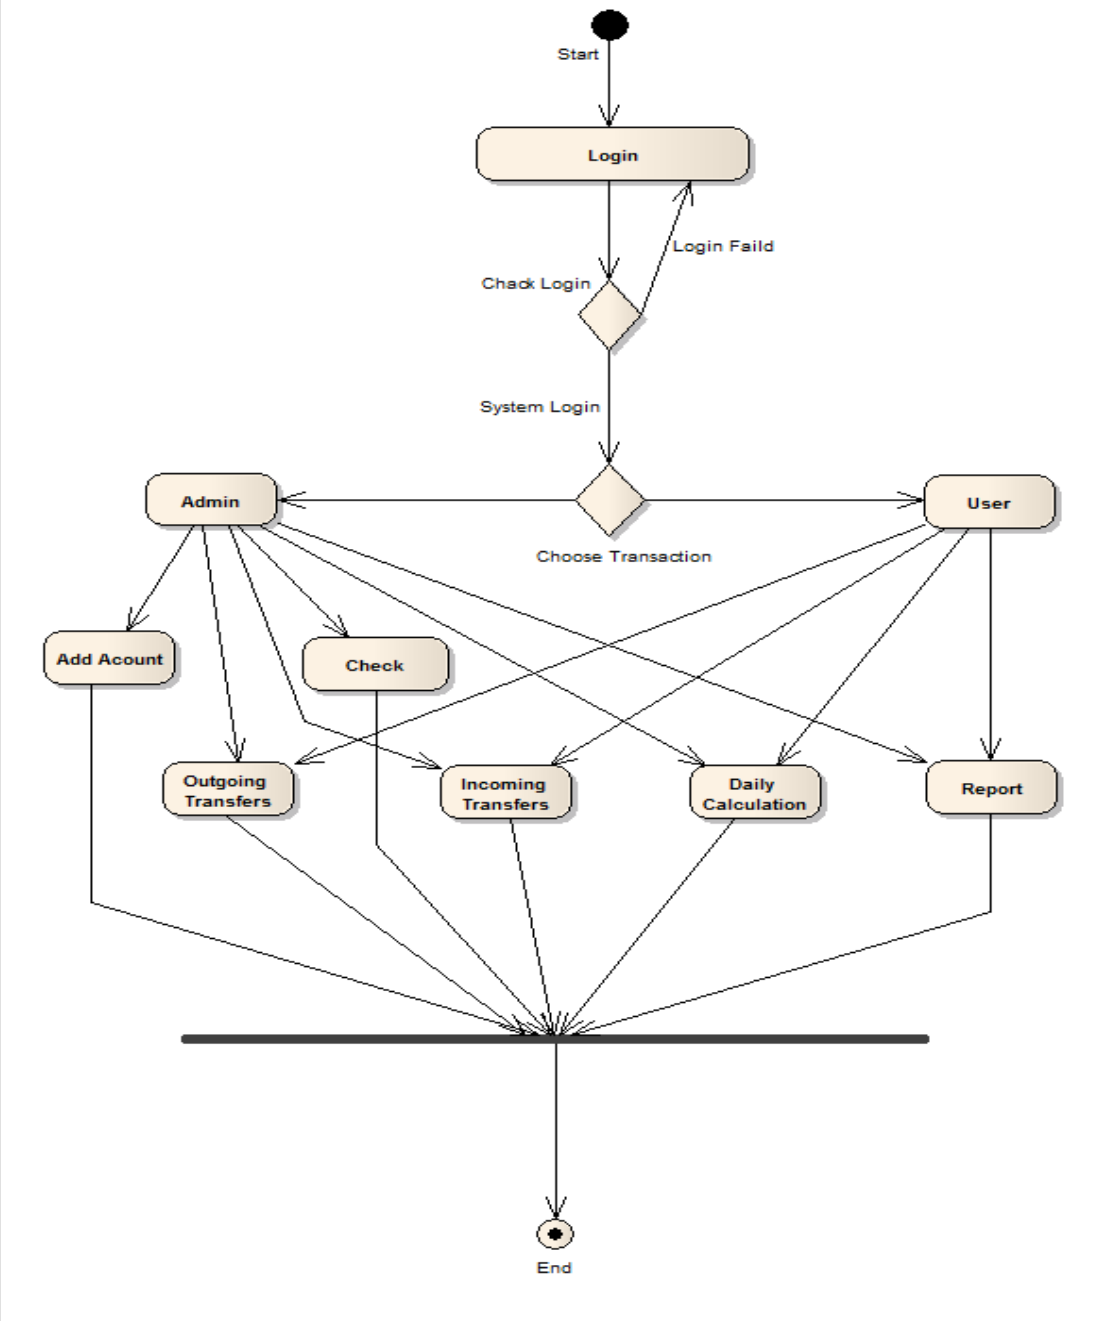 Start
Login
Login Faild
Chack Login
System Login
Admin
User
Choose Transaction
Add Acount
Check
Outgoing
Transfers
Incoming
Transfers
Daily
Calculation
Report
End